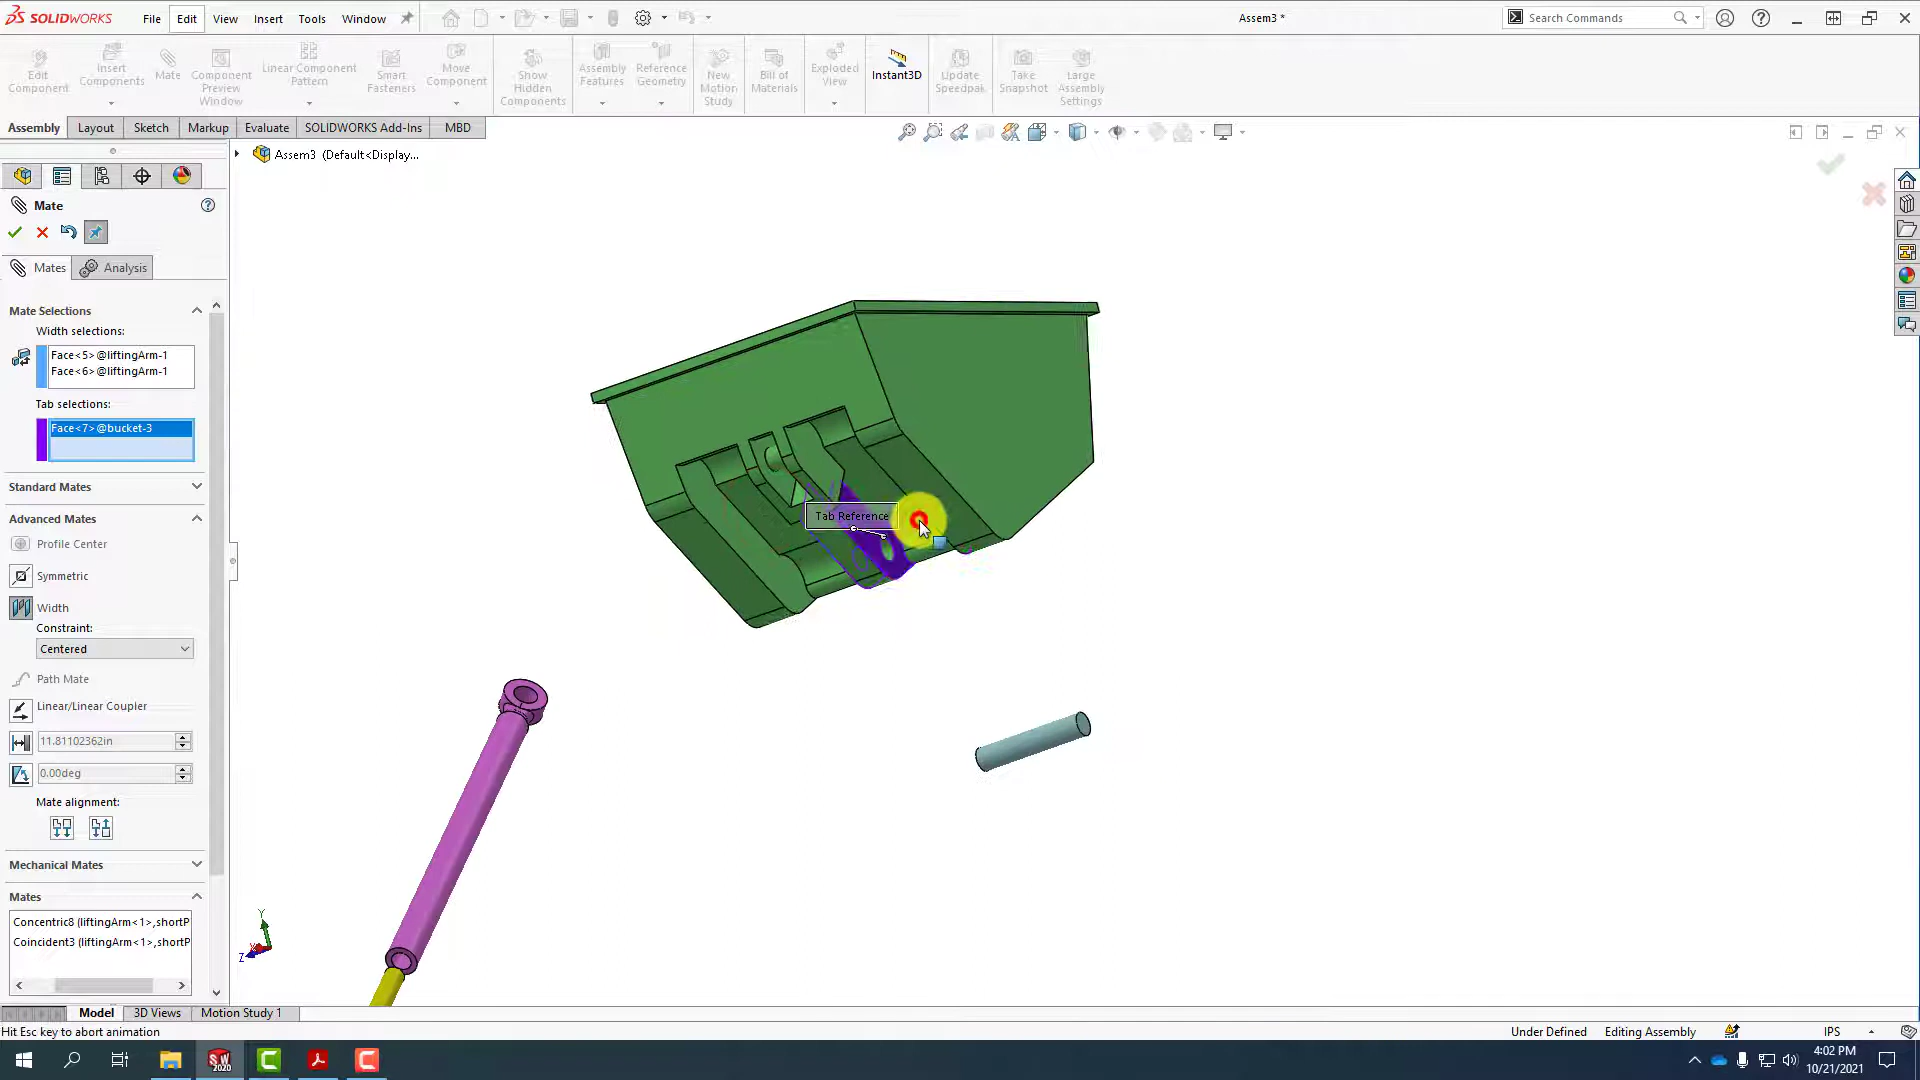 SOLIDWORKS
File
Edit
View
Insert
Tools
Window
Assem3 *
Search Commands
Edit
Component
Insert
Components
Mate
Component
Preview
Window
Linear Component
Pattern
Smart
Fasteners
Move
Component
Show
Hidden
Components
Assembly
Features
Reference
Geometry
New
Motion
Study
Bill of
Materials
Exploded
View
Instant3D
Update
Speedpak
Take
Snapshot
Large
Assembly
Settings
Assembly
Layout
Sketch
Markup
Evaluate
SOLIDWORKS Add-Ins
MBD
Assem3 (Default<Display...
Mate
Mates
Analysis
Mate Selections
Width selections:
Face<5>@liftingArm-1
Face<6>@liftingArm-1
Tab selections:
Face<7>@bucket-3
Standard Mates
Advanced Mates
Profile Center
Symmetric
Width
Constraint:
Centered
Path Mate
Linear/Linear Coupler
11.81102362in
0.00deg
Mate alignment:
Mechanical Mates
Mates
Concentric8 (liftingArm<1>,shortP
Coincident3 (liftingArm<1>,shortP
Tab Reference
Y
Z
Model
3D Views
Motion Study 1
Hit Esc key to abort animation
Under Defined
Editing Assembly
IPS
SW
2020
4:02 PM
10/21/2021